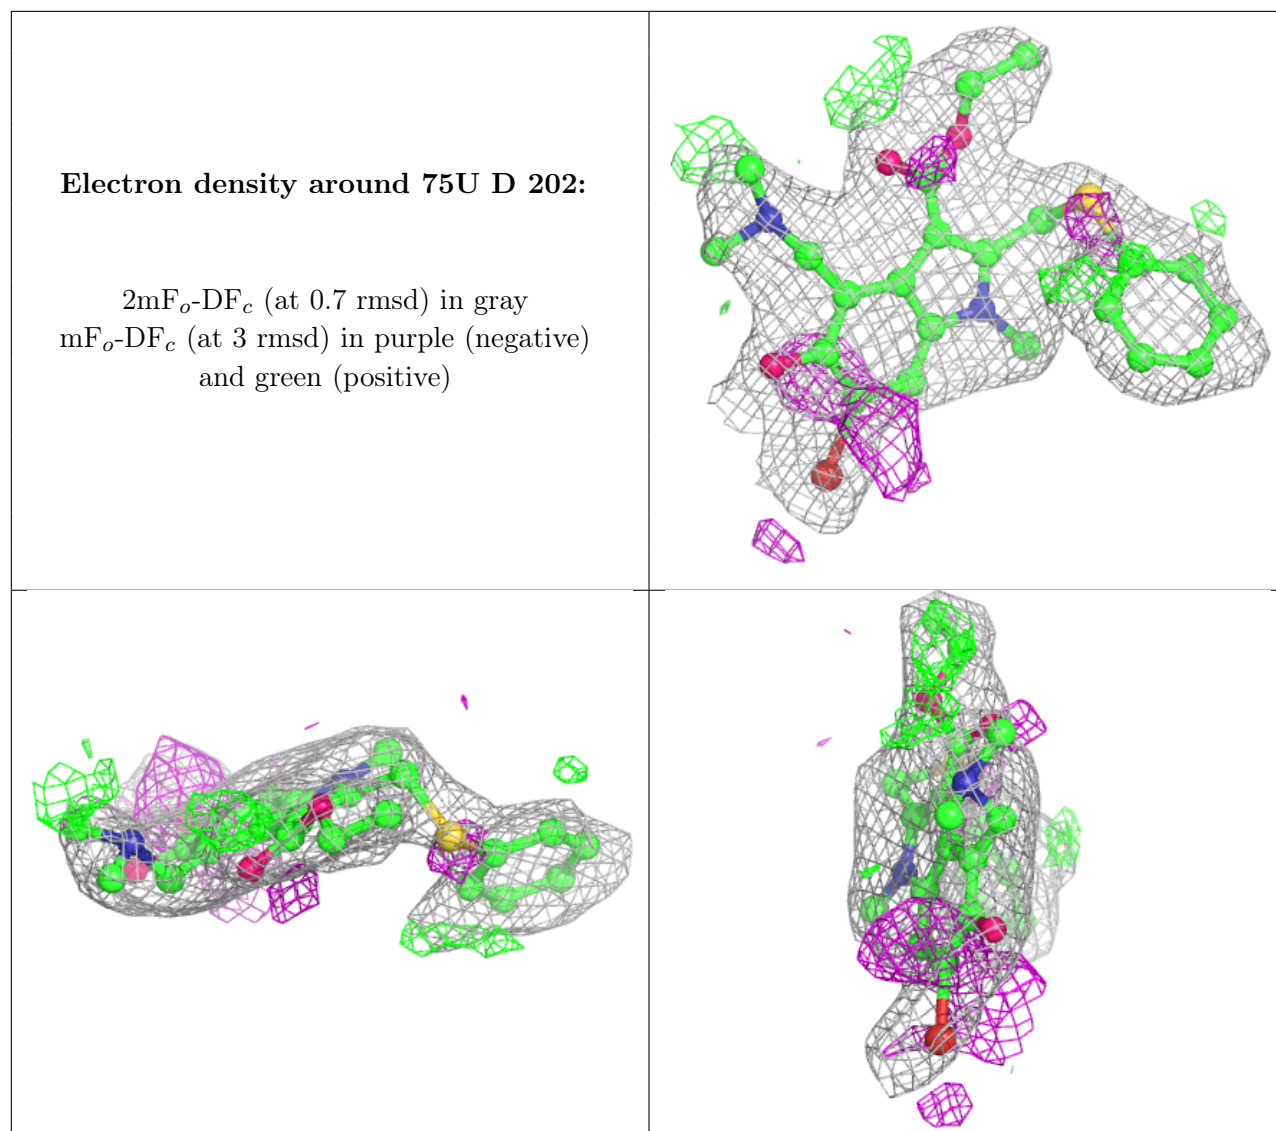 Electron density around 75U D 202:
2mFo-DFc (at 0.7 rmsd) in gray
mFo-DFc (at 3 rmsd) in purple (negative)
and green (positive)